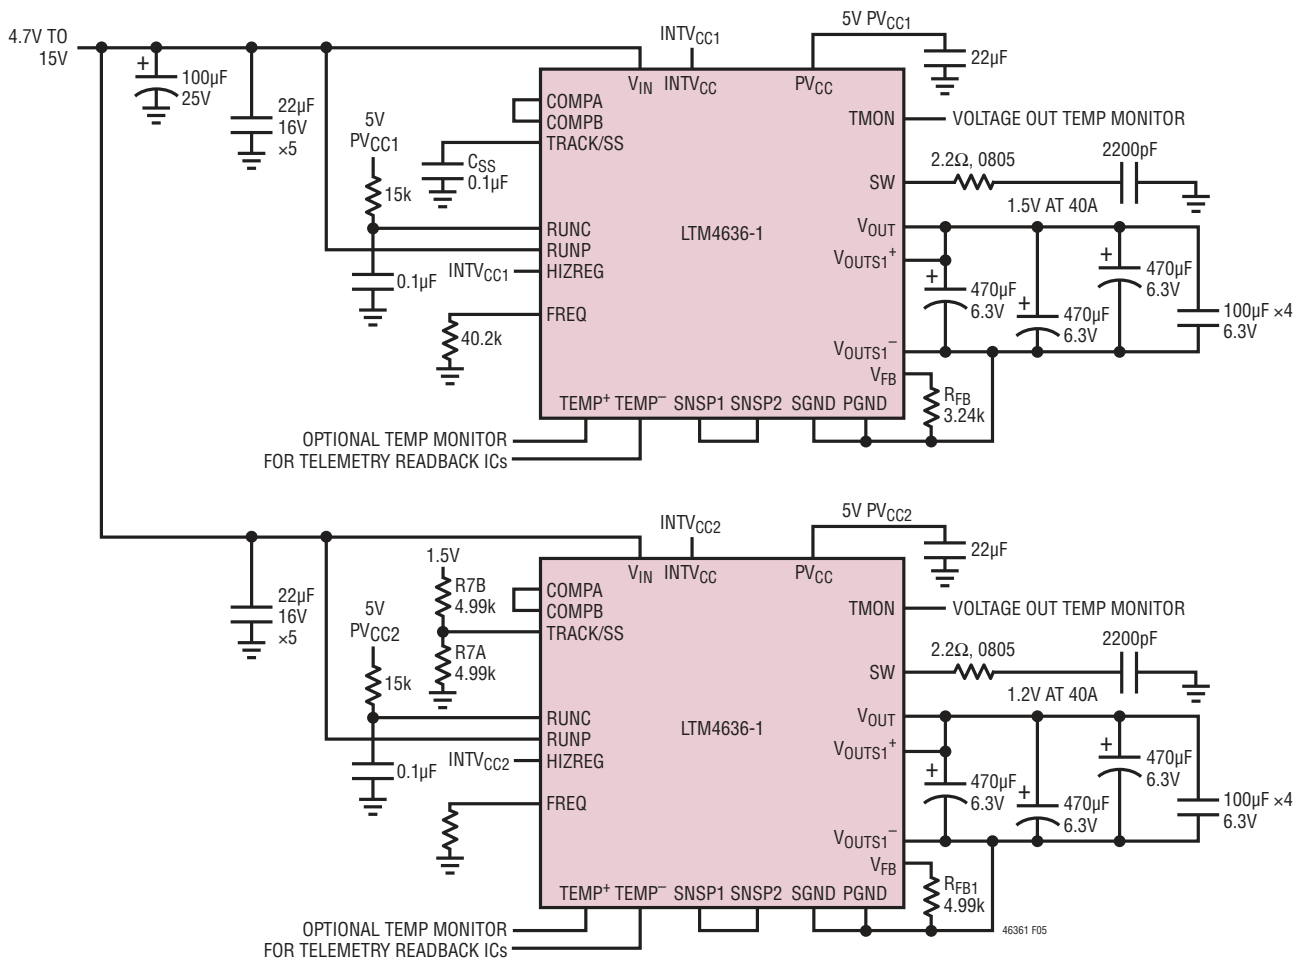 4.7V TO
15V
100µF
25V
22µF
16V
×5
5V
PVCC1
15k
0.1µF
CSS
0.1µF
INTVCC1
40.2k
INTVCC1
5V PVCC1
22µF
VIN
INTVCC
PVCC
COMPA
COMPB
TRACK/SS
RUNC
RUNP
HIZREG
FREQ
LTM4636-1
TMON
SW
VOUT
VOUTS1+
VOUTS1–
VFB
TEMP+
TEMP–
SNSP1
SNSP2
SGND
PGND
VOLTAGE OUT TEMP MONITOR
2.2Ω, 0805
2200pF
1.5V AT 40A
+
470µF
6.3V
+
470µF
6.3V
+
470µF
6.3V
100µF ×4
6.3V
RFB
3.24k
OPTIONAL TEMP MONITOR
FOR TELEMETRY READBACK ICs
22µF
16V
×5
5V
PVCC2
15k
0.1µF
1.5V
R7B
4.99k
R7A
4.99k
INTVCC2
INTVCC2
5V PVCC2
22µF
VIN
INTVCC
PVCC
COMPA
COMPB
TRACK/SS
RUNC
RUNP
HIZREG
FREQ
LTM4636-1
TMON
SW
VOUT
VOUTS1+
VOUTS1–
VFB
TEMP+
TEMP–
SNSP1
SNSP2
SGND
PGND
VOLTAGE OUT TEMP MONITOR
2.2Ω, 0805
2200pF
1.2V AT 40A
+
470µF
6.3V
+
470µF
6.3V
+
470µF
6.3V
100µF ×4
6.3V
RFB1
4.99k
OPTIONAL TEMP MONITOR
FOR TELEMETRY READBACK ICs
46361 F05